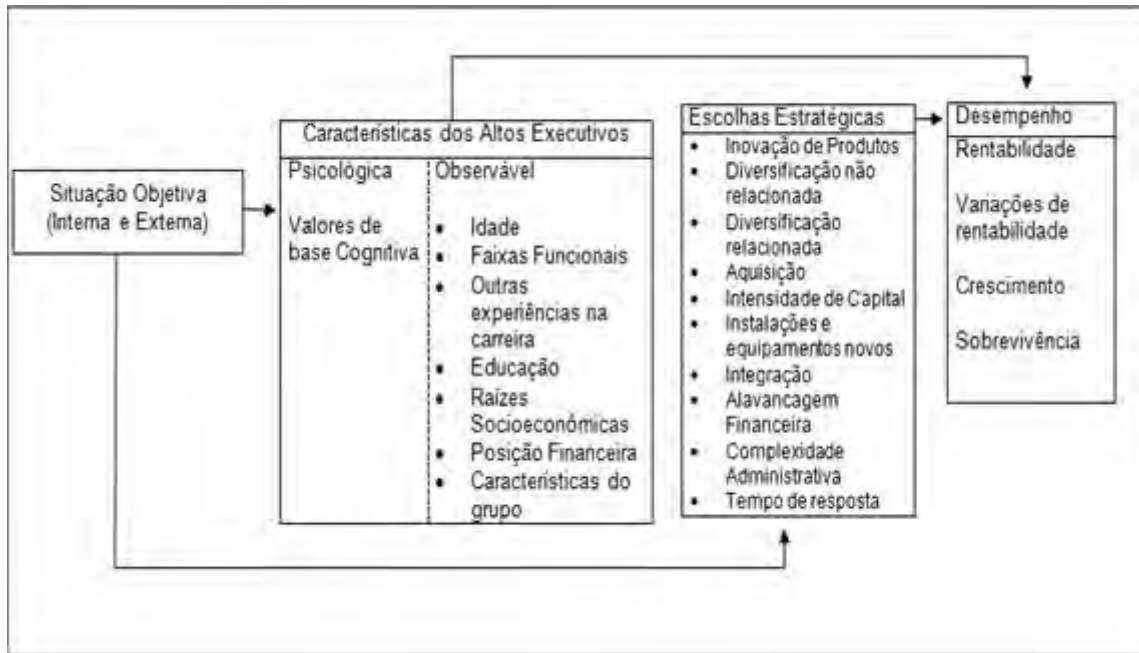 Situação Objetiva
(Interna e Externa)
Características dos Altos Executivos
Psicológica
Valores de
base Cognitiva
Observável
• Idade
• Faixas Funcionais
• Outras
experiências na
carreira
• Educação
• Raízes
Socioeconômicas
• Posição Financeira
• Características do
grupo
Escolhas Estratégicas
• Inovação de Produtos
• Diversificação não
relacionada
• Diversificação
relacionada
• Aquisição
• Intensidade de Capital
• Instalações e
equipamentos novos
• Integração
• Alavancagem
Financeira
• Complexidade
Administrativa
• Tempo de resposta
Desempenho
Rentabilidade
Variações de
rentabilidade
Crescimento
Sobrevivência